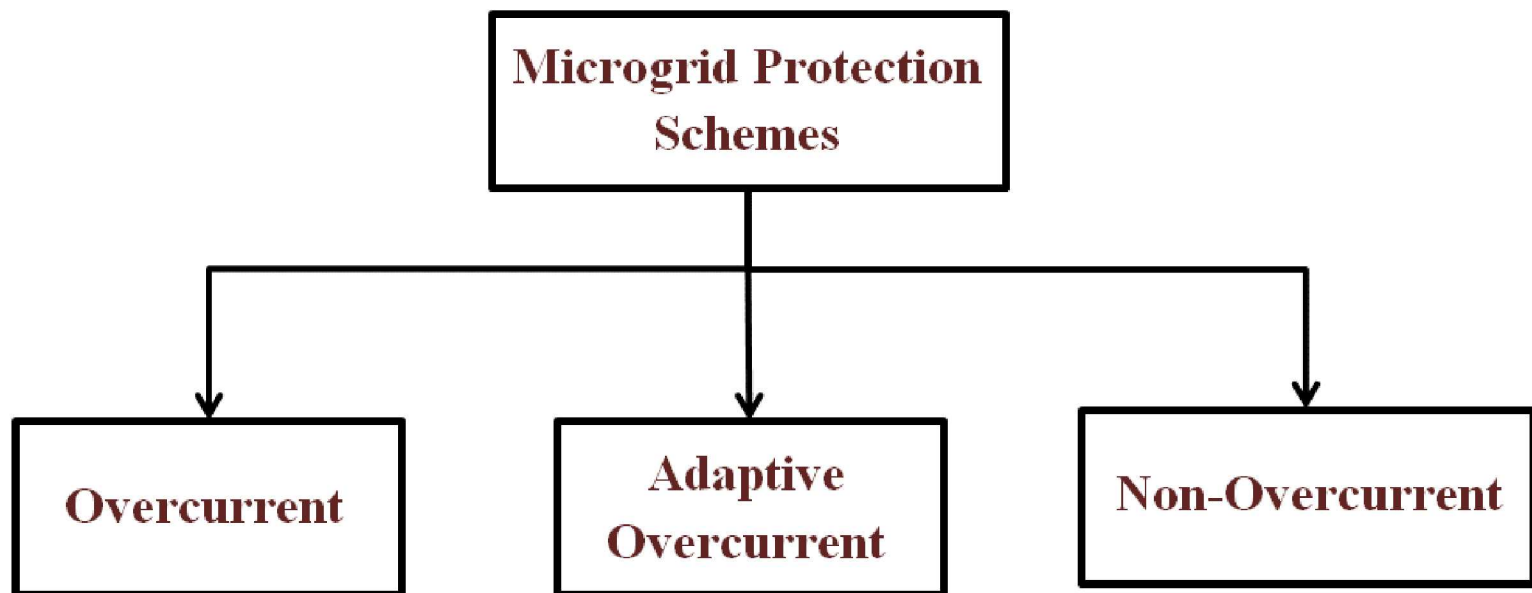 Microgrid Protection
Schemes
Overcurrent
Adaptive
Overcurrent
Non-Overcurrent